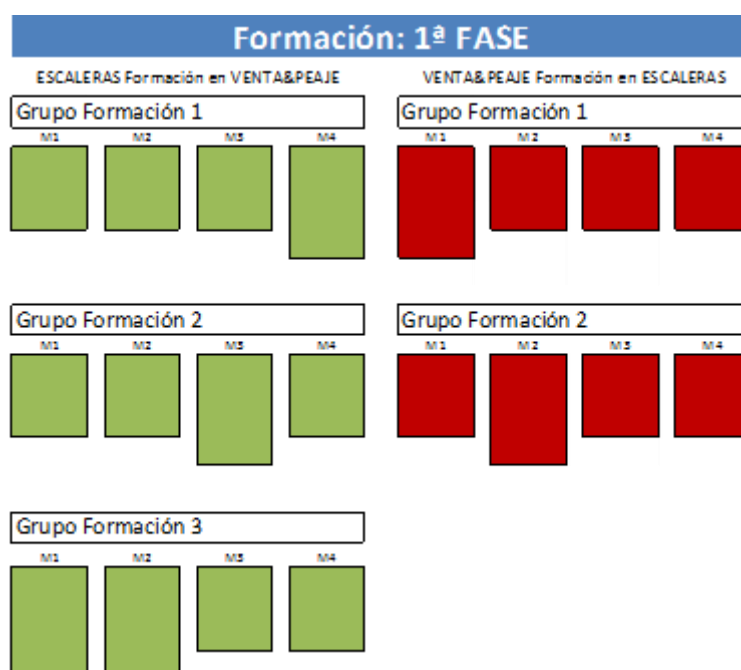 Formación: 1ª FASE
ESCALERAS Formación en VENTA&PEAJE
VENTA&PEAJE Formación en ESCALERAS
Grupo Formación 1
Grupo Formación 1
M1 M2 M3 M4
M1 M2 M3 M4
Grupo Formación 2
Grupo Formación 2
M1 M2 M3 M4
M1 M2 M3 M4
Grupo Formación 3
M1 M2 M3 M4